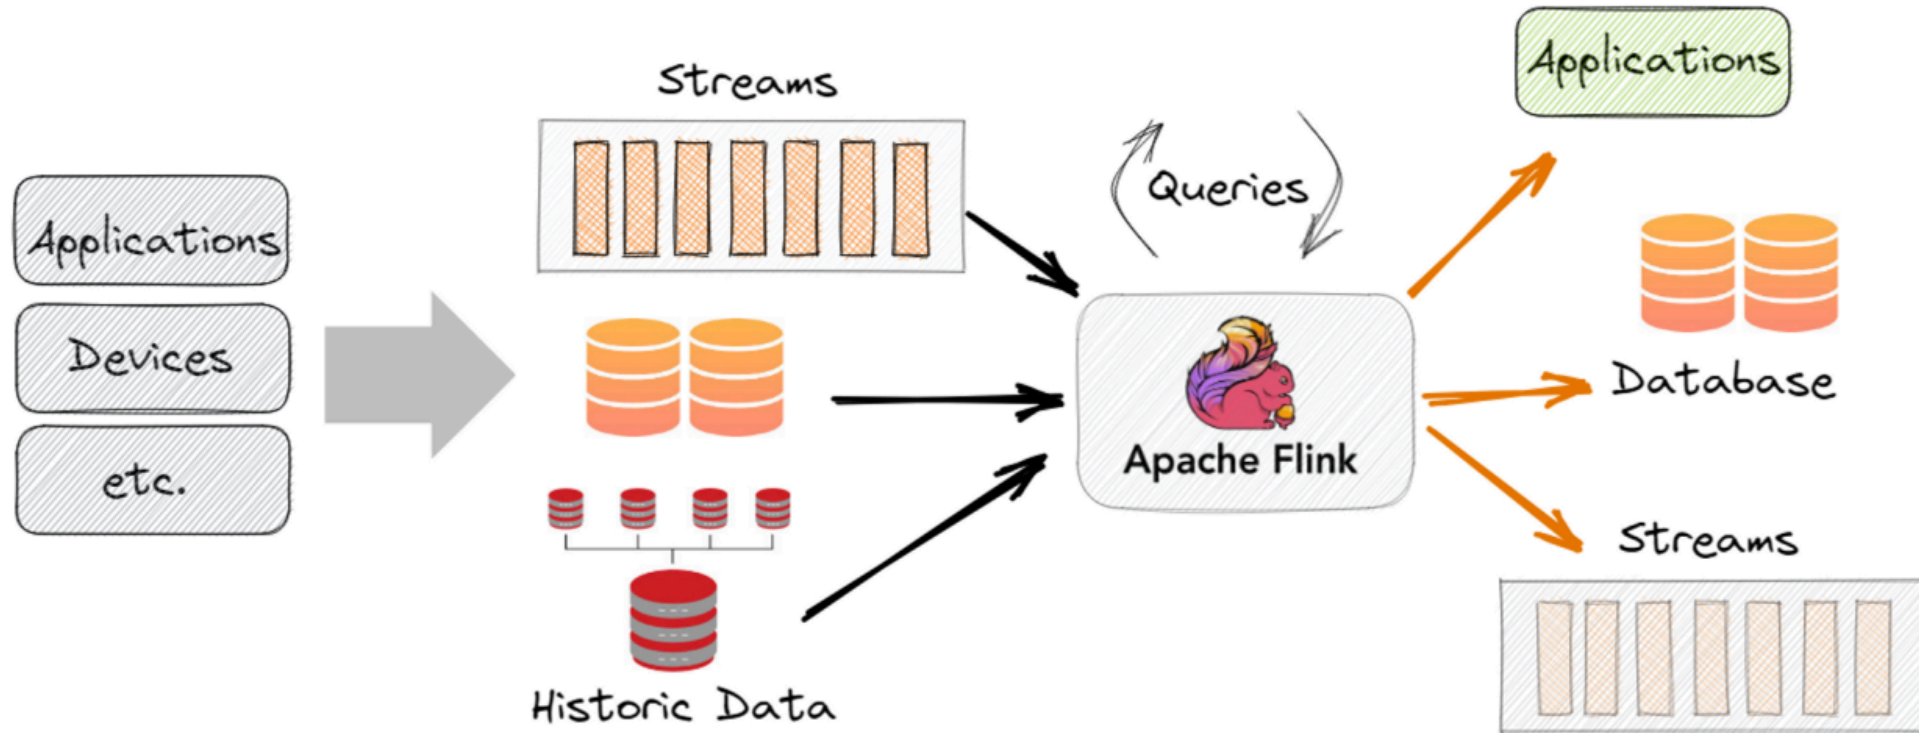 Applications
Devices
etc.
Streams
Historic Data
Queries
Apache Flink
Applications
Database
Streams